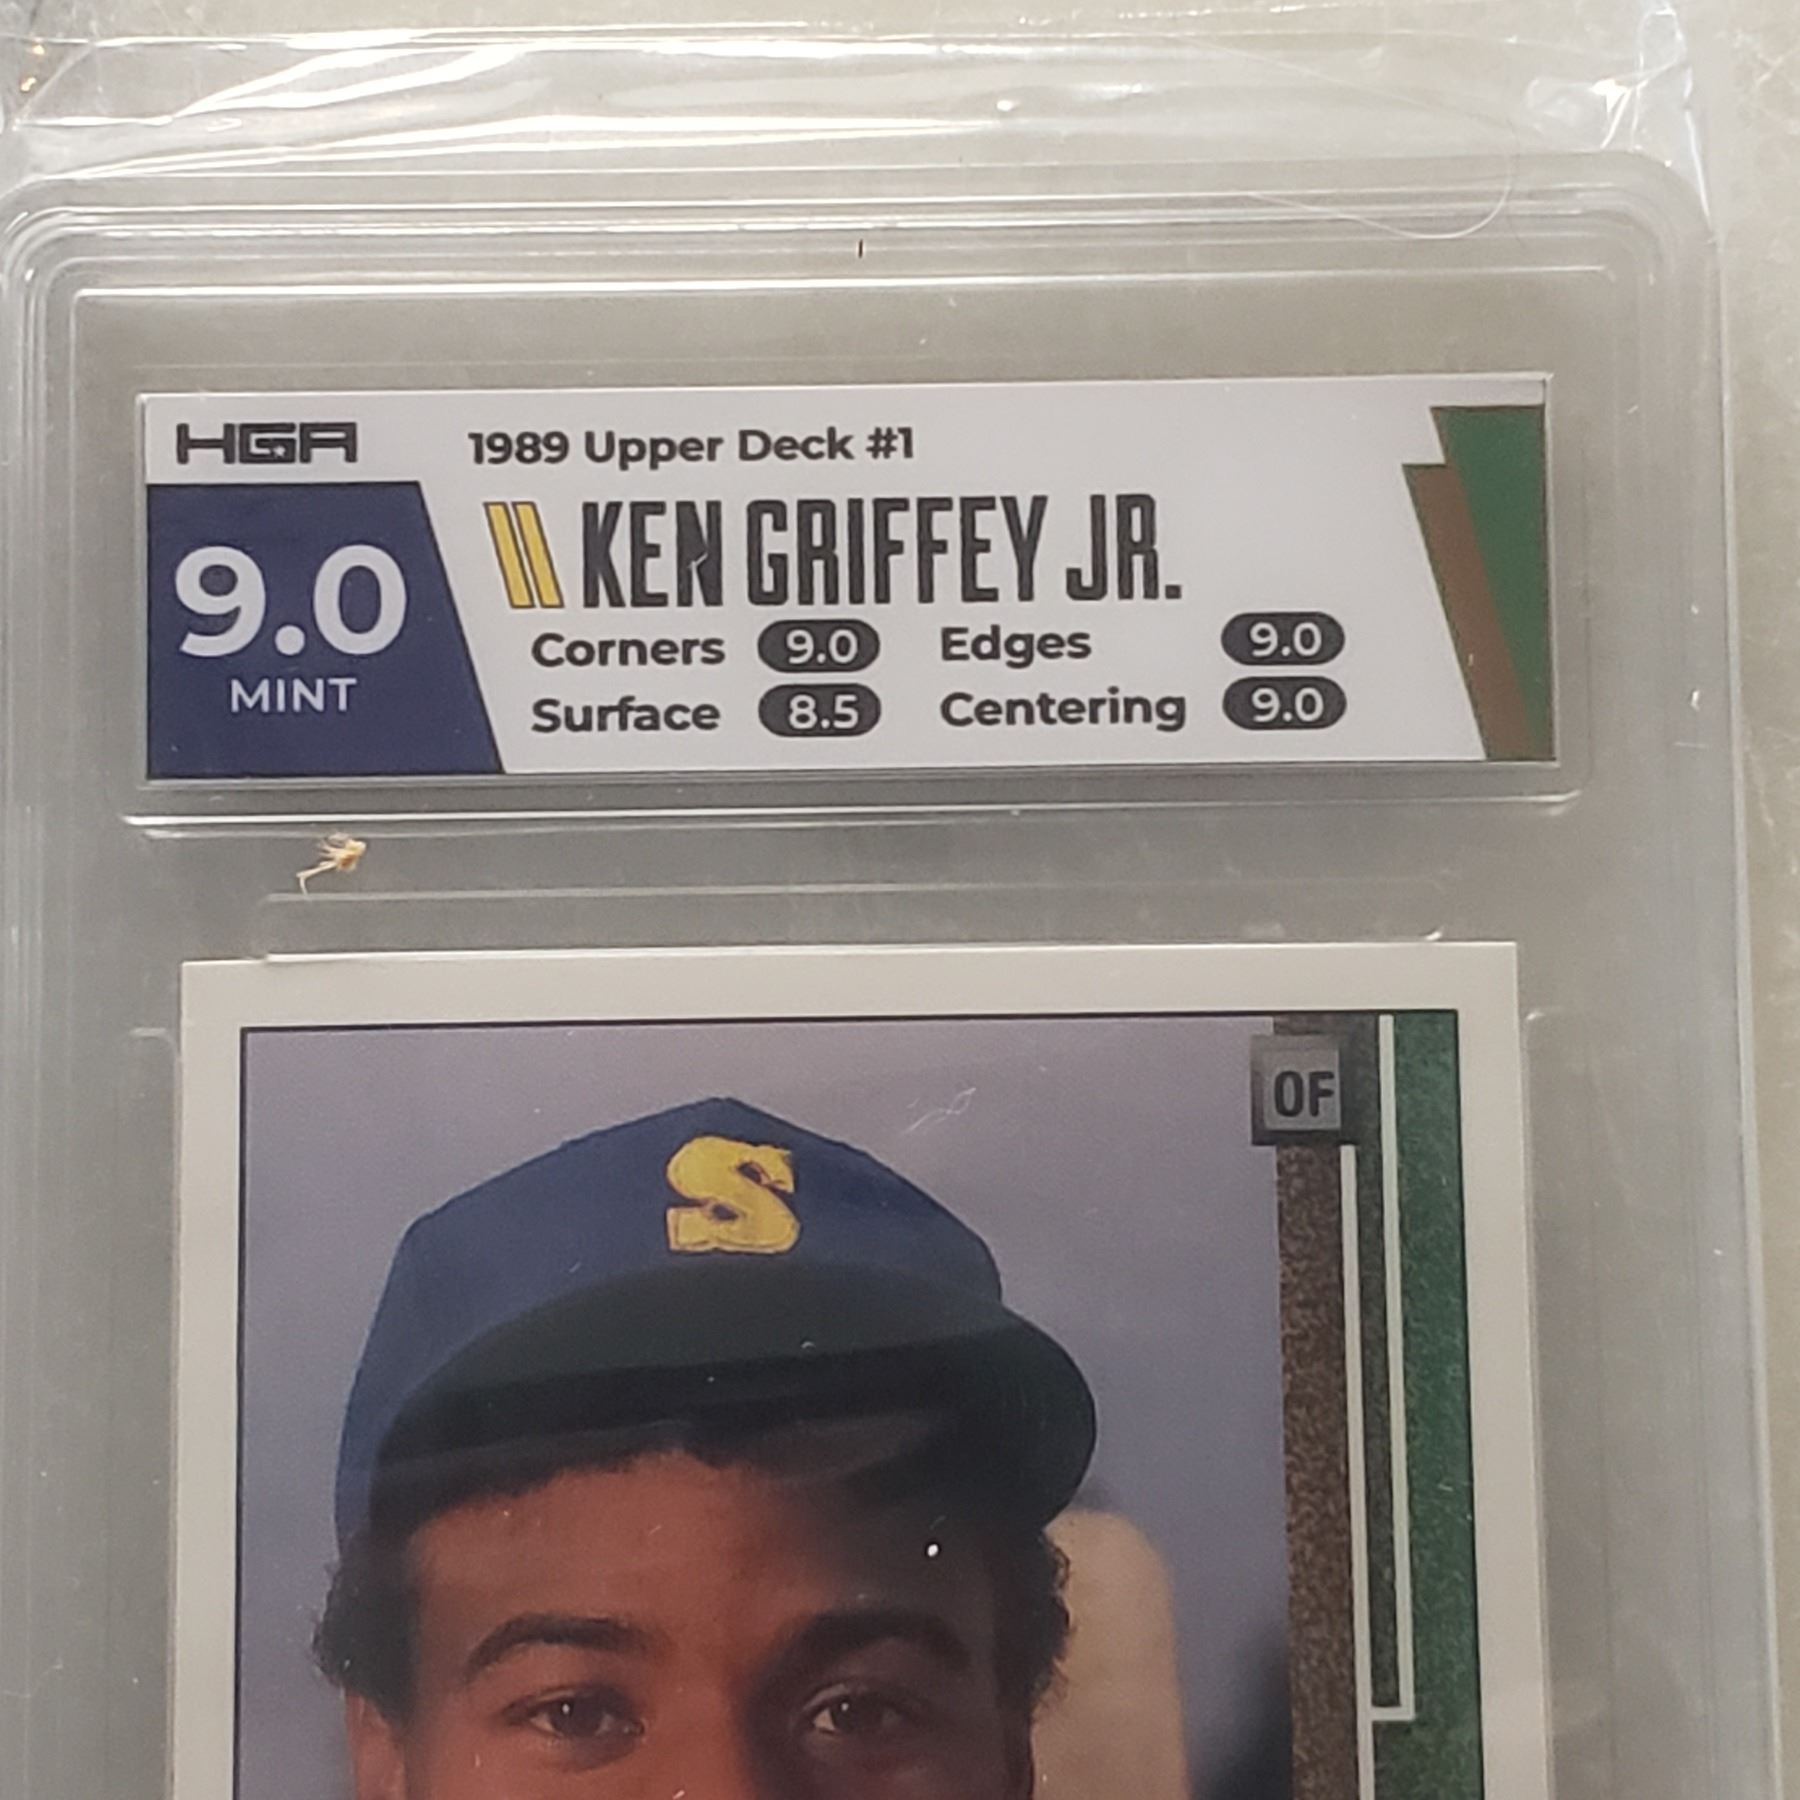 HGA
1989 Upper Deck #1
9.0
MINT
KEN GRIFFEY JR.
Corners 9.0 Edges 9.0
Surface 8.5 Centering 9.0
OF
S